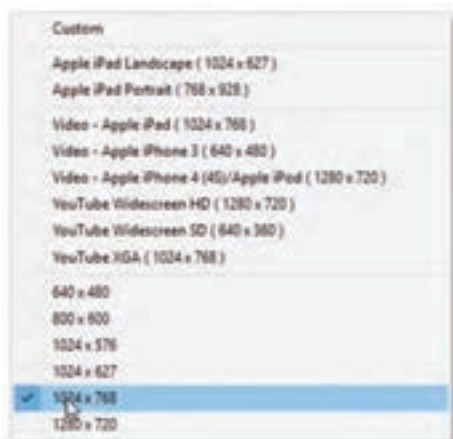 Custom
Apple iPad Landscape ( 1024 x 627 )
Apple iPad Portrait ( 768 x 928 )
Video - Apple iPad ( 1024 x 768 )
Video - Apple iPhone 3 ( 640 x 480 )
Video - Apple iPhone 4 (4S)/Apple iPod ( 1280 x 720 )
YouTube Widescreen HD ( 1280 x 720 )
YouTube Widescreen SD ( 640 x 360 )
YouTube XGA ( 1024 x 768 )
640 x 480
800 x 600
1024 x 576
1024 x 627
1024 x 768
1280 x 720